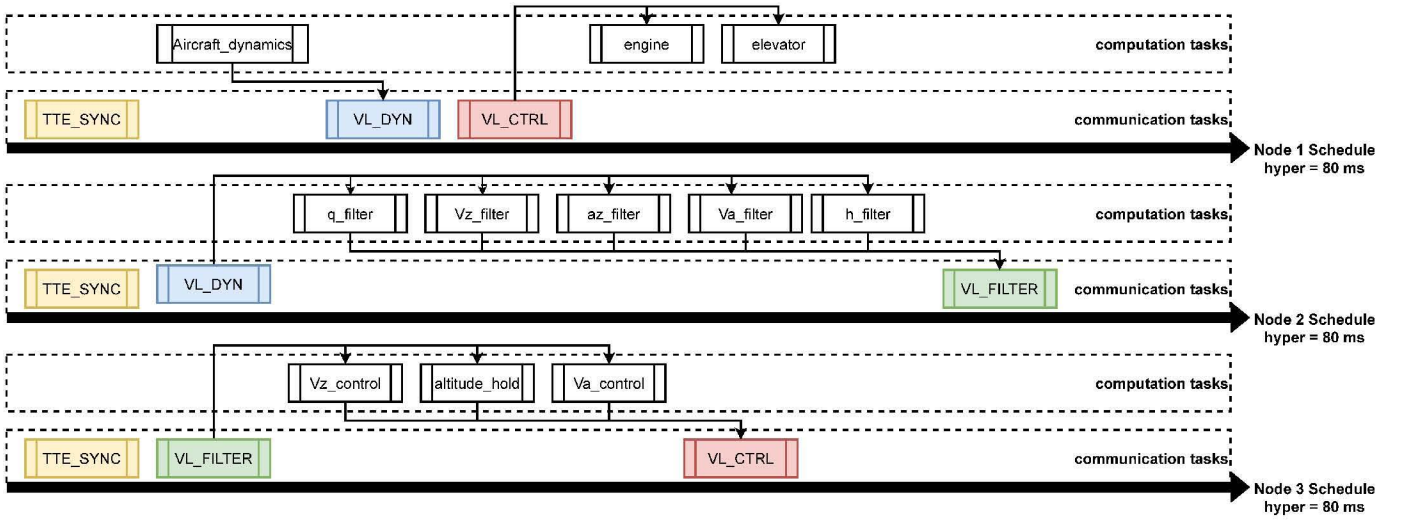 Aircraft_dynamics
engine
elevator
computation tasks
TTE_SYNC
VL_DYN
VL_CTRL
communication tasks
Node 1 Schedule
hyper = 80 ms
q_filter
Vz_filter
az_filter
Va_filter
h_filter
computation tasks
TTE_SYNC
VL_DYN
VL_FILTER
communication tasks
Node 2 Schedule
hyper = 80 ms
Vz_control
altitude_hold
Va_control
computation tasks
TTE_SYNC
VL_FILTER
VL_CTRL
communication tasks
Node 3 Schedule
hyper = 80 ms